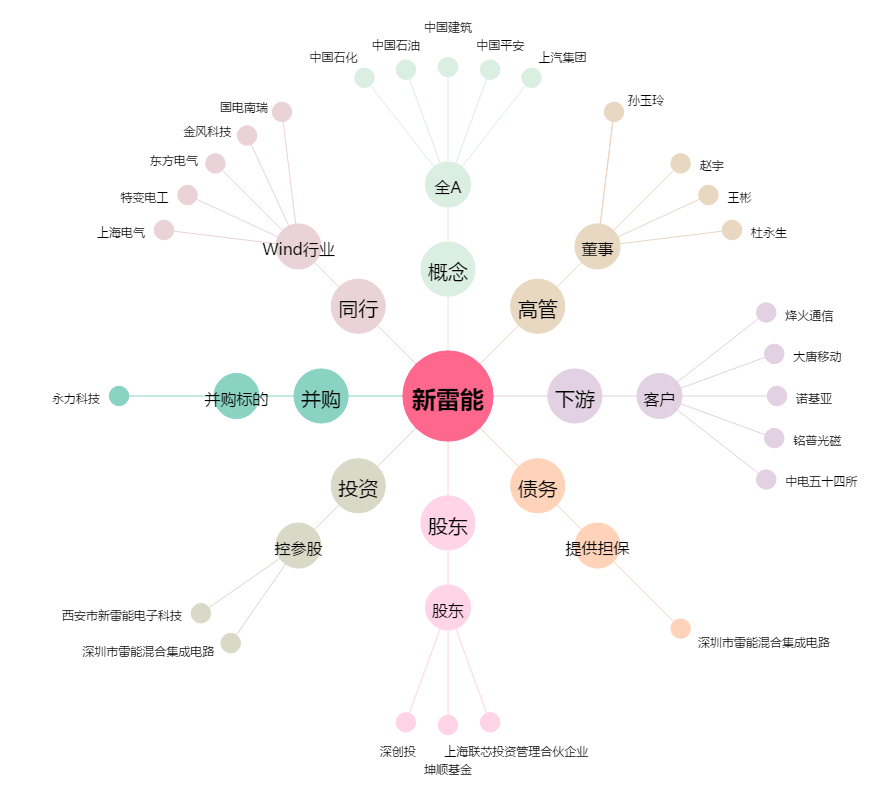 中国建筑
中国石油
中国平安
中国石化
上汽集团
孙玉玲
国电南瑞
金风科技
东方电气
赵宇
全A
特变电工
王彬
上海电气
杜永生
Wind行业
董事
概念
同行
高管
烽火通信
大唐移动
永力科技
并购标的
并购
新雷能
下游
客户
诺基亚
铭普光磁
中电五十四所
投资
债务
股东
控参股
提供担保
股东
西安市新雷能电子科技
深圳市雷能混合集成电路
深圳市雷能混合集成电路
深创投
上海联芯投资管理合伙企业
坤顺基金